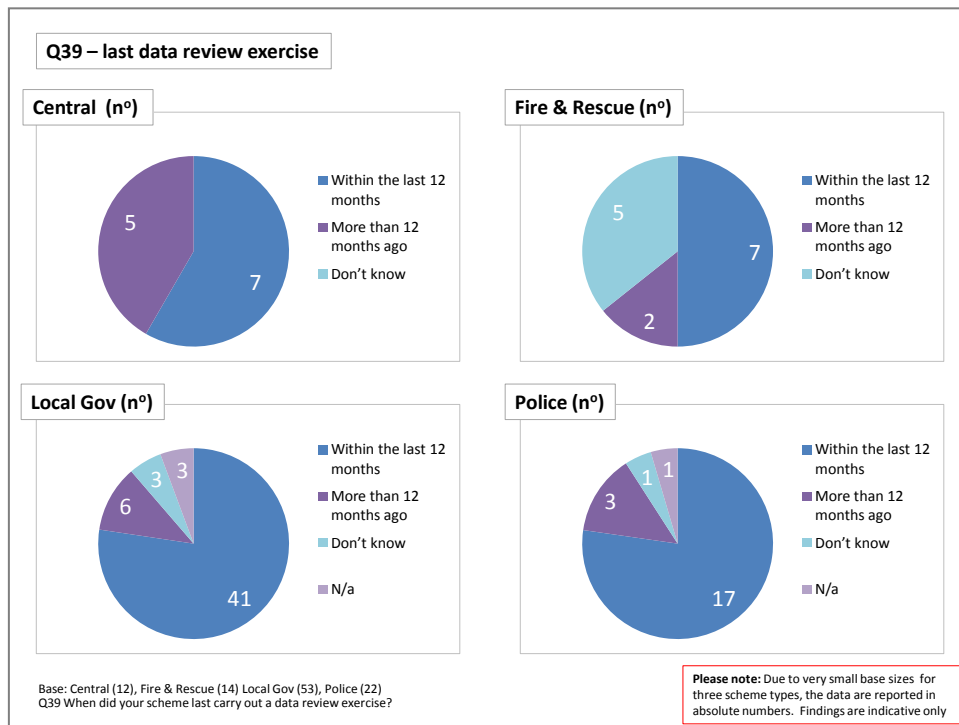 Q39 – last data review exercise
Central (nº)
5
7
Within the last 12
months
More than 12
months ago
Don't know
Fire & Rescue (nº)
5
7
2
Within the last 12
months
More than 12
months ago
Don't know
Local Gov (nº)
3
3
6
41
Within the last 12
months
More than 12
months ago
Don't know
N/a
Police (nº)
1
1
3
17
Within the last 12
months
More than 12
months ago
Don't know
N/a
Base: Central (12), Fire & Rescue (14) Local Gov (53), Police (22)
Q39 When did your scheme last carry out a data review exercise?
Please note: Due to very small base sizes for
three scheme types, the data are reported in
absolute numbers. Findings are indicative only